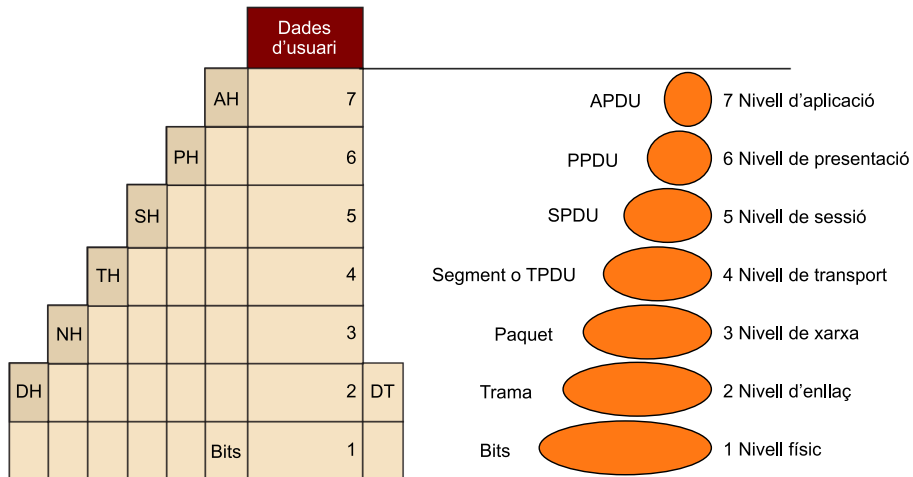 Dades
d’usuari
AH 7 APDU 7 Nivell d’aplicació
PH 6 PPDU 6 Nivell de presentació
SH 5 SPDU 5 Nivell de sessió
TH 4 Segment o TPDU 4 Nivell de transport
NH 3 Paquet 3 Nivell de xarxa
DH 2 DT Trama 2 Nivell d’enllaç
Bits 1 Bits 1 Nivell físic